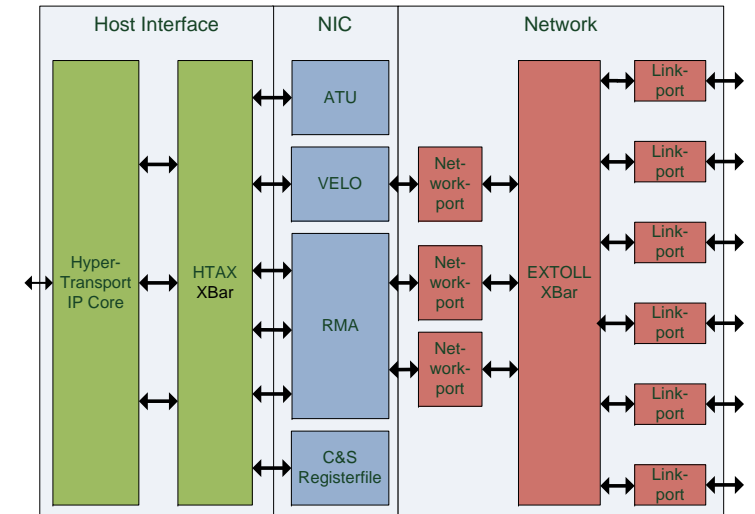 Host Interface
NIC
Network
Hyper-
Transport
IP Core
HTAX
XBar
ATU
VELO
RMA
C&S
Registerfile
Net-
work-
port
Net-
work-
port
Net-
work-
port
EXTOLL
XBar
Link-
port
Link-
port
Link-
port
Link-
port
Link-
port
Link-
port